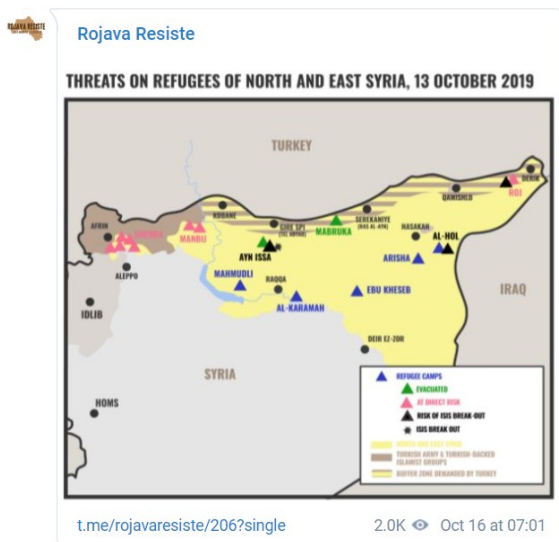 ROJAVA RESISTE
Rojava Resiste
THREATS ON REFUGEES OF NORTH AND EAST SYRIA, 13 OCTOBER 2019
TURKEY
DERIK
ROJ
QAMISHLO
KOBANE
SEREKANIYE
(RAS AL-AYN)
GIRE SPI
(TEL ABYAD)
MABRUKA
AFRIN
SHEHBA
MANBIJ
HASAKAH
AL-HOL
AYN ISSA
ARISHA
ALEPPO
MAHMUDLI
RAQQA
EBU KHESEB
IRAQ
AL-KARAMAH
IDLIB
DEIR EZ-ZOR
SYRIA
HOMS
REFUGEE CAMPS
EVACUATED
AT DIRECT RISK
RISK OF ISIS BREAK-OUT
ISIS BREAK OUT
NORTH AND EAST SYRIA
TURKISH ARMY & TURKISH-BACKED
ISLAMIST GROUPS
BUFFER ZONE DEMANDED BY TURKEY
t.me/rojavaresiste/206?single
2.0K
Oct 16 at 07:01